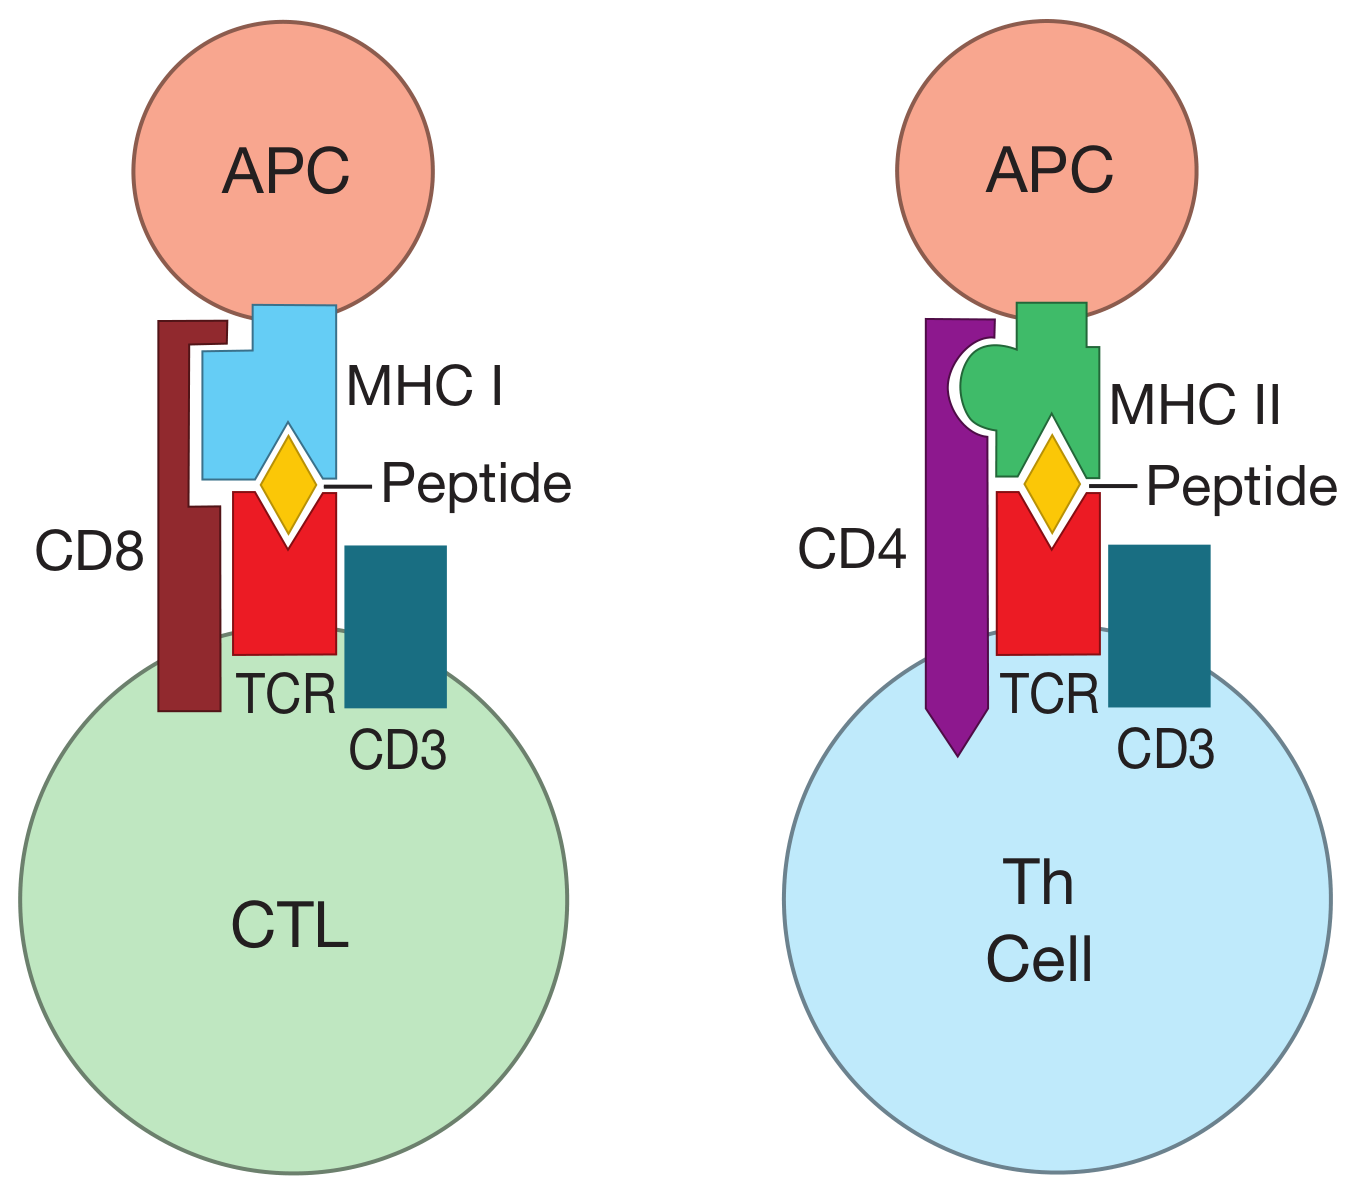 APC
MHC I
Peptide
CD8
TCR
CD3
CTL
APC
MHC II
Peptide
CD4
TCR
CD3
Th
Cell